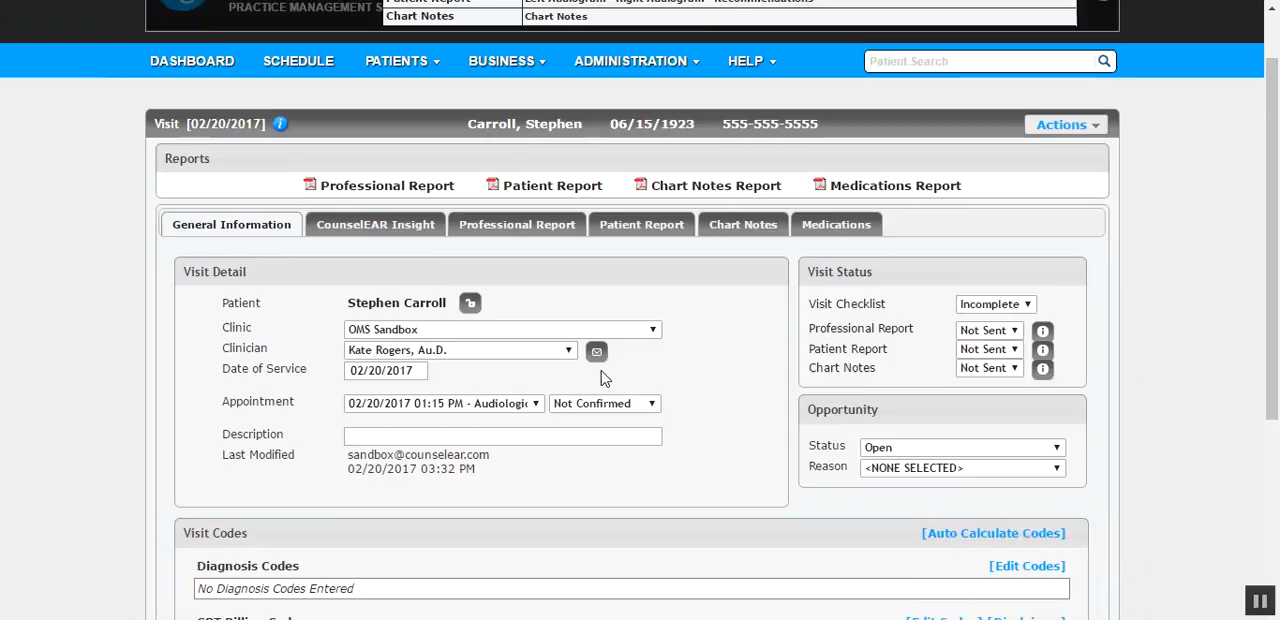 PRACTICE MANAGEMENT S
Chart Notes Chart Notes
DASHBOARD SCHEDULE PATIENTS BUSINESS ADMINISTRATION HELP Patient Search
Visit [02/20/2017] i Carroll, Stephen 06/15/1923 555-555-5555 Actions
Reports
Professional Report Patient Report Chart Notes Report Medications Report
General Information CounselEAR Insight Professional Report Patient Report Chart Notes Medications
Visit Detail
Patient Stephen Carroll
Clinic OMS Sandbox
Clinician Kate Rogers, Au.D.
Date of Service 02/20/2017
Appointment 02/20/2017 01:15 PM - Audiologic Not Confirmed
Description
Last Modified sandbox@counselear.com
02/20/2017 03:32 PM
Visit Status
Visit Checklist Incomplete
Professional Report Not Sent
Patient Report Not Sent
Chart Notes Not Sent
Opportunity
Status Open
Reason <NONE SELECTED>
Visit Codes [Auto Calculate Codes]
Diagnosis Codes [Edit Codes]
No Diagnosis Codes Entered